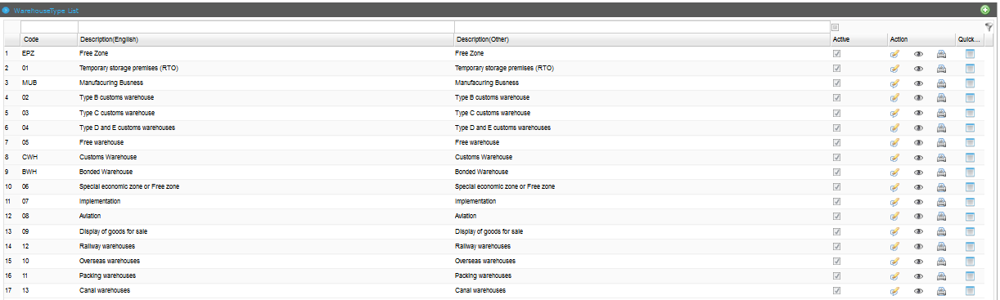 WarehouseType List
Code Description(English) Description(Other) Active Action Quick...
1 EPZ Free Zone Free Zone
2 01 Temporary storage premises (RTO) Temporary storage premises (RTO)
3 MUB Manufacuring Busness Manufacuring Busness
4 02 Type B customs warehouse Type B customs warehouse
5 03 Type C customs warehouse Type C customs warehouse
6 04 Type D and E customs warehouses Type D and E customs warehouses
7 05 Free warehouse Free warehouse
8 CWH Customs Warehouse Customs Warehouse
9 BWH Bonded Warehouse Bonded Warehouse
10 06 Special economic zone or Free zone Special economic zone or Free zone
11 07 Implementation Implementation
12 08 Aviation Aviation
13 09 Display of goods for sale Display of goods for sale
14 12 Railway warehouses Railway warehouses
15 10 Overseas warehouses Overseas warehouses
16 11 Packing warehouses Packing warehouses
17 13 Canal warehouses Canal warehouses